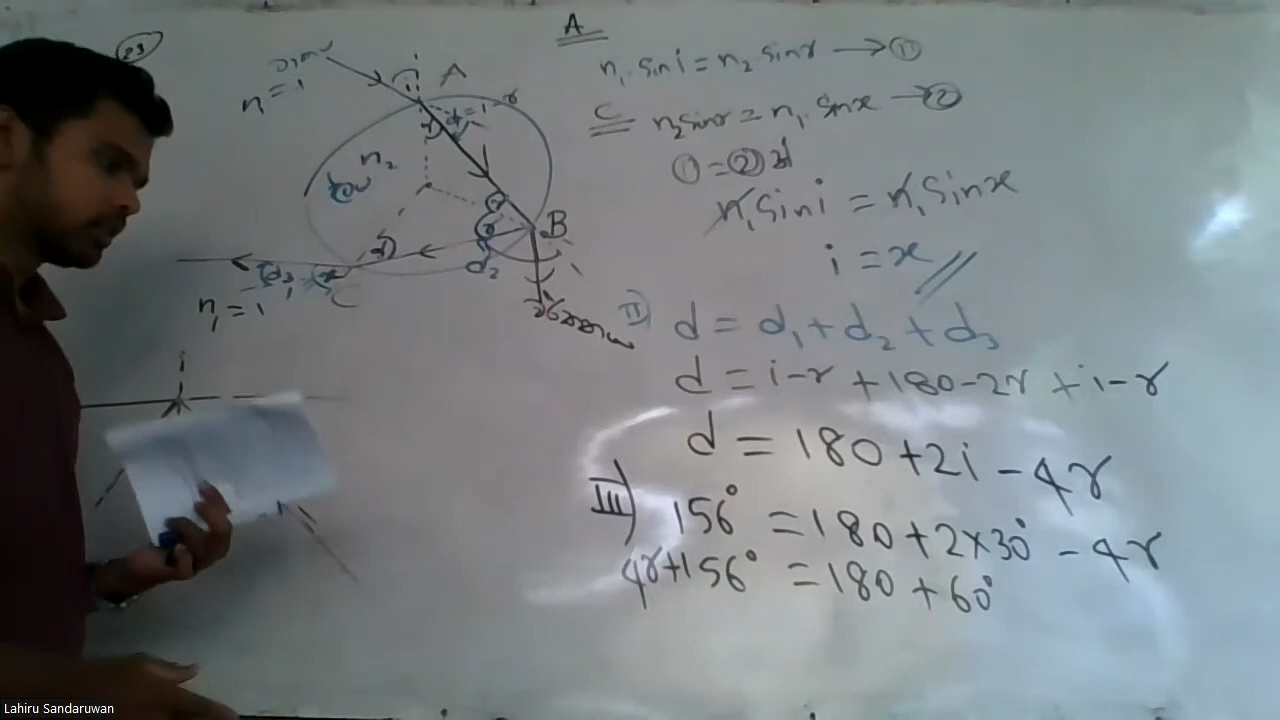 23
A
n₁ sin i = n₂ sin r → ①
C n₂ sin r = n₁ sin x → ②
① = ②
n₁ sin i = n₁ sin x
i = x
II) d = d₁ + d₂ + d₃
d = i-r + 180-2r + i-r
d = 180 + 2i - 4r
III) 156° = 180 + 2×30° - 4r
4r+156° = 180 + 60°
A
n = 1
i
i-r
r
n₂
r
r
B
d₂
r
d₃
x
C
n₁ = 1
Lahiru Sandaruwan